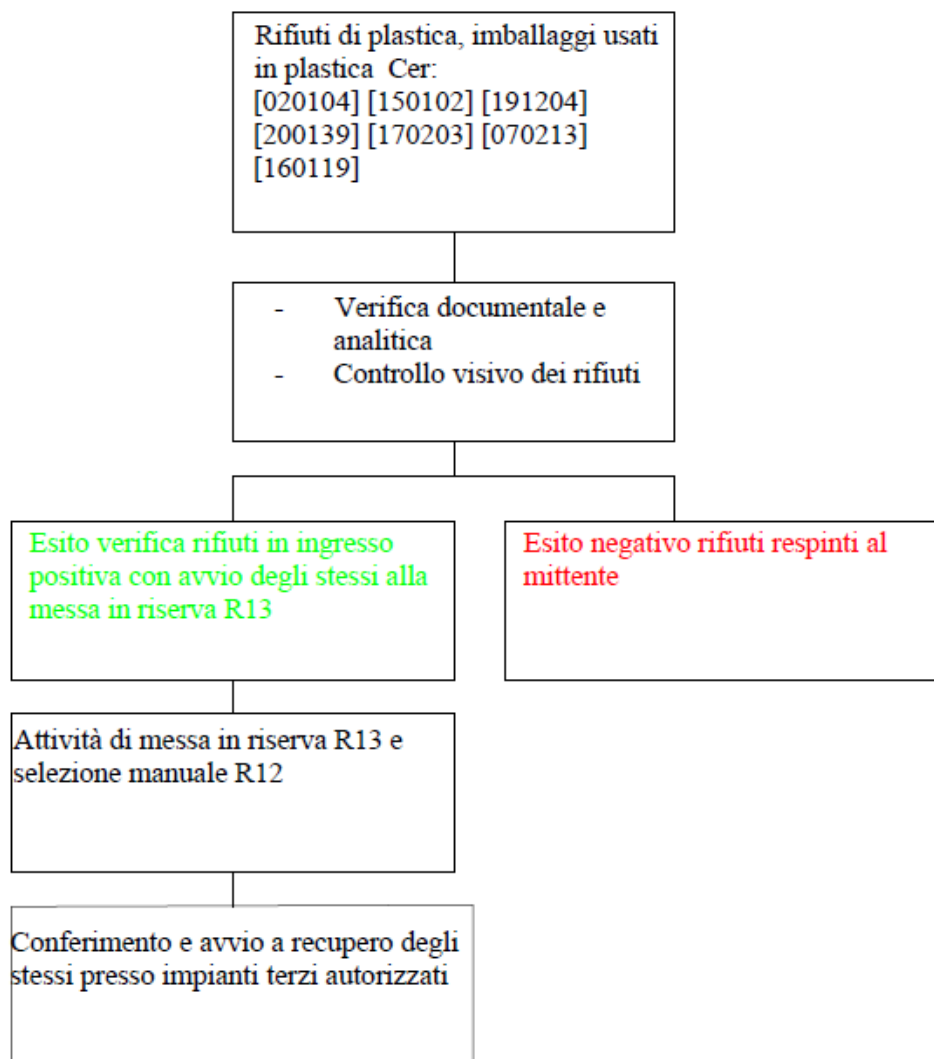 Rifiuti di plastica, imballaggi usati
in plastica  Cer:
[020104] [150102] [191204]
[200139] [170203] [070213]
[160119]
- Verifica documentale e
analitica
- Controllo visivo dei rifiuti
Esito verifica rifiuti in ingresso
positiva con avvio degli stessi alla
messa in riserva R13
Esito negativo rifiuti respinti al
mittente
Attività di messa in riserva R13 e
selezione manuale R12
Conferimento e avvio a recupero degli
stessi presso impianti terzi autorizzati